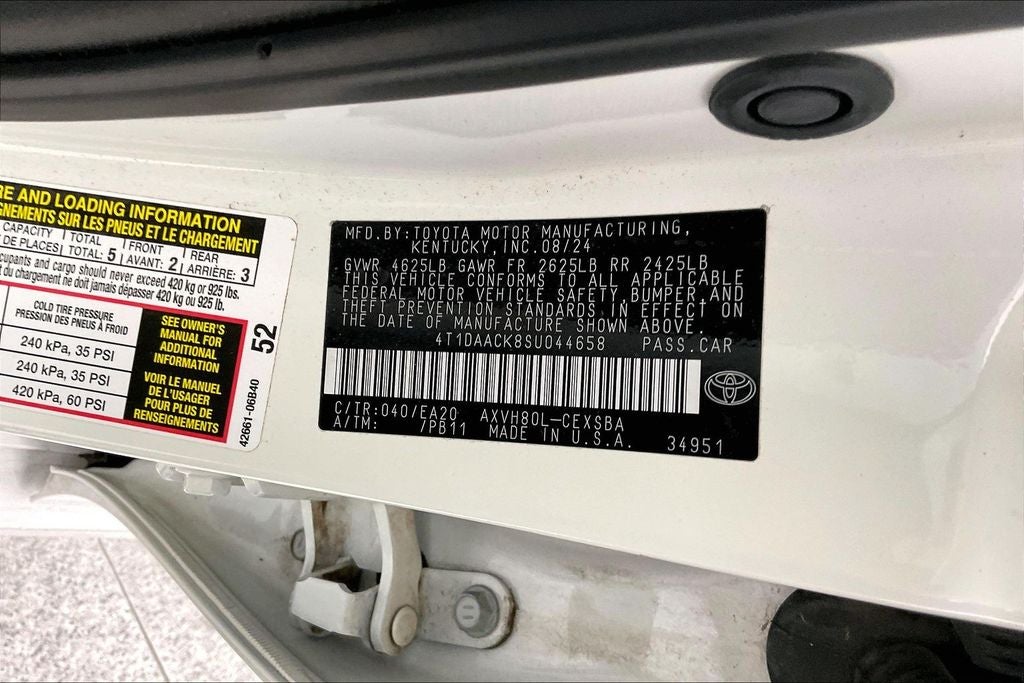 RE AND LOADING INFORMATION
GNEMENTS SUR LES PNEUS ET LE CHARGEMENT
CAPACITY TOTAL FRONT REAR
DE PLACES TOTAL: 5 AVANT: 2 ARRIÈRE: 3
cupants and cargo should never exceed 420 kg or 925 lbs.
du chargement ne doit jamais dépasser 420 kg ou 925 lb.
COLD TIRE PRESSURE
PRESSION DES PNEUS À FROID
240 kPa, 35 PSI
240 kPa, 35 PSI
420 kPa, 60 PSI
SEE OWNER'S
MANUAL FOR
ADDITIONAL
INFORMATION
VOIR LE MANUEL
DE L'USAGER
POUR PLUS DE
RENSEIGNEMENTS
52
42661-06B40
MFD.BY:TOYOTA MOTOR MANUFACTURING,
KENTUCKY,INC.08/24
GVWR 4625LB GAWR FR 2625LB RR 2425LB
THIS VEHICLE CONFORMS TO ALL APPLICABLE
FEDERAL MOTOR VEHICLE SAFETY,BUMPER,AND
THEFT PREVENTION STANDARDS IN EFFECT ON
THE DATE OF MANUFACTURE SHOWN ABOVE.
4T1DAACK8SU044658 PASS.CAR
C/TR:040/EA20 AXVH80L-CEXSBA
A/TM: 7PB11 MADE IN U.S.A. 34951